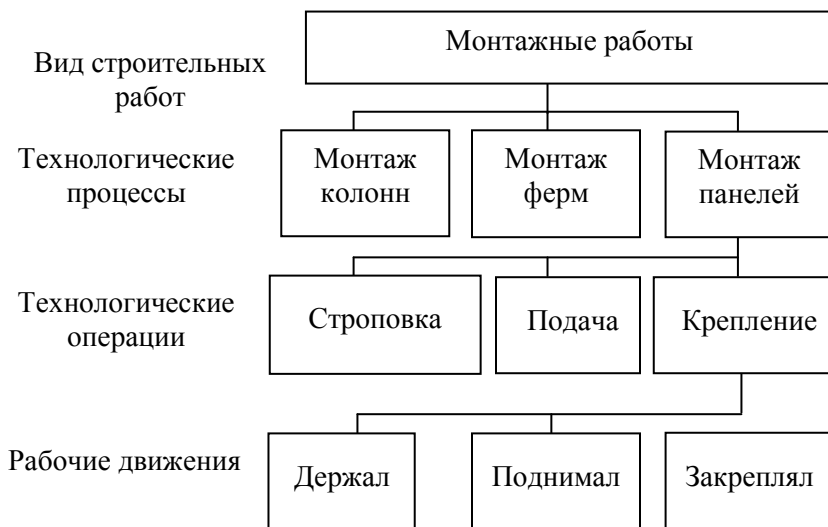 Монтажные работы
Вид строительных
работ
Технологические
процессы
Монтаж
колонн
Монтаж
ферм
Монтаж
панелей
Технологические
операции
Строповка
Подача
Крепление
Рабочие движения
Держал
Поднимал
Закреплял